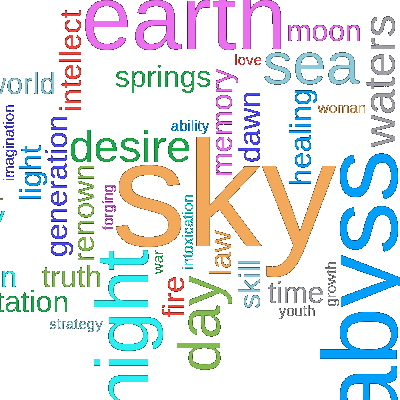 earth
moon
intellect
love
sea
waters
world
springs
memory
dawn
healing
woman
imagination
light
generation
ability
desire
sky
abyss
renown
forging
intoxication
war
law
truth
night
fire
day
skill
time
growth
youth
strategy